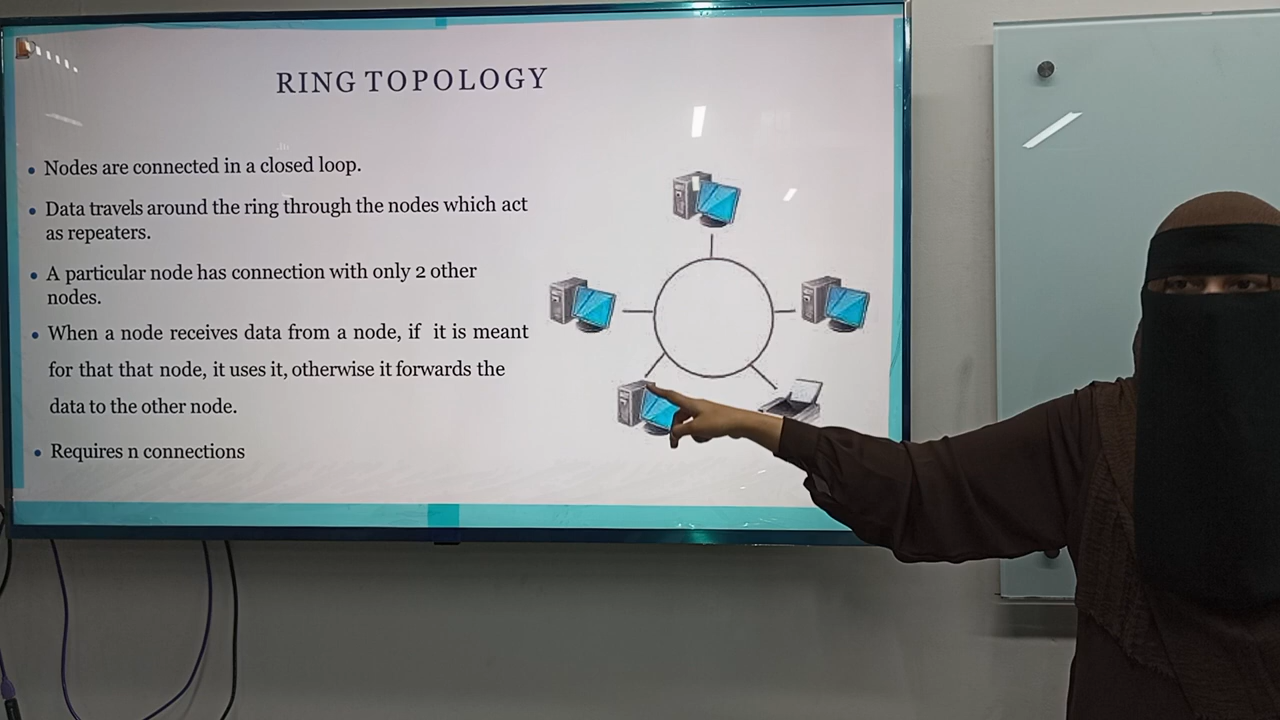 RING TOPOLOGY
• Nodes are connected in a closed loop.
• Data travels around the ring through the nodes which act
as repeaters.
• A particular node has connection with only 2 other
nodes.
• When a node receives data from a node, if it is meant
for that that node, it uses it, otherwise it forwards the
data to the other node.
• Requires n connections